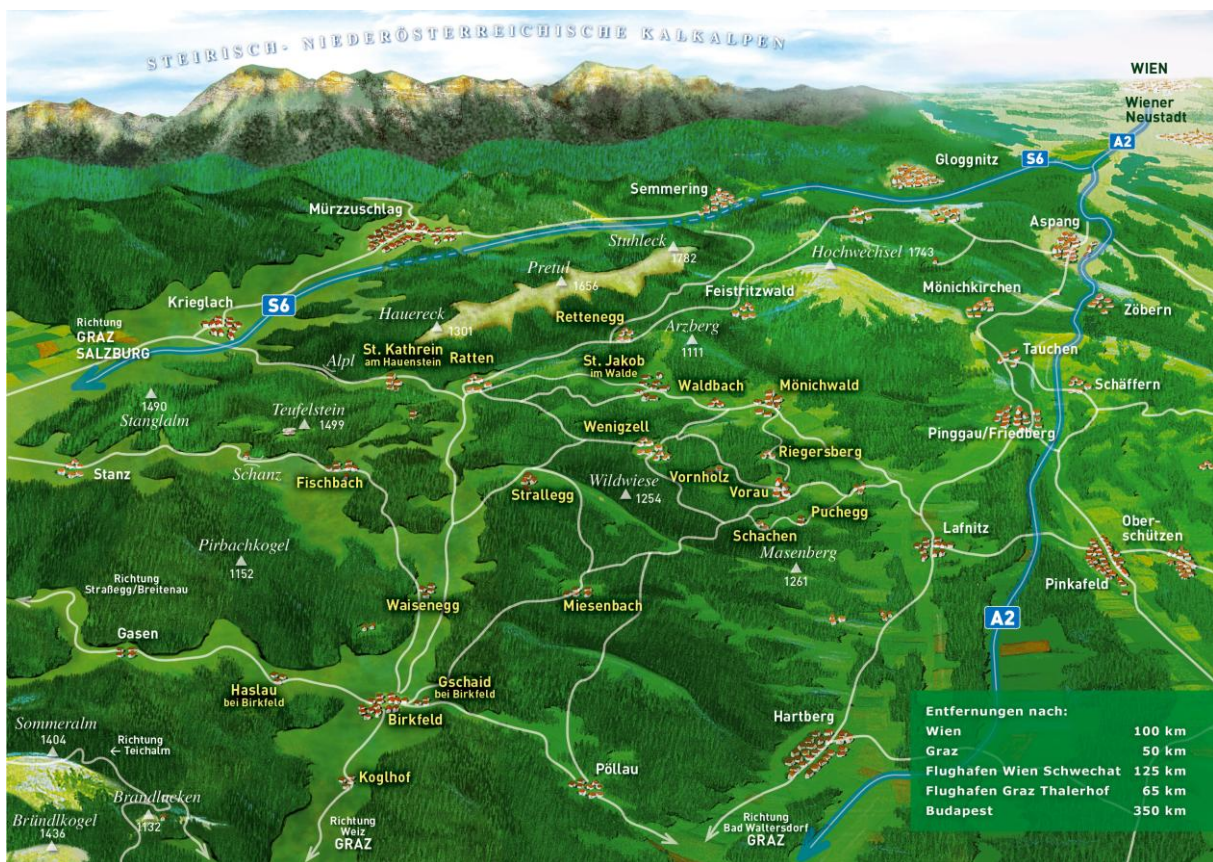 STEIRISCH- NIEDERÖSTERREICHISCHE KALKALPEN
WIEN
Wiener
Neustadt
A2
S6
Gloggnitz
Semmering
Mürzzuschlag
Aspang
Stuhleck
1782
Hochwechsel 1743
Pretul
1656
Mönichkirchen
Feistritzwald
Krieglach
S6
Zöbern
Hauereck
1301
Rettenegg
Arzberg
1111
Richtung
GRAZ
SALZBURG
St. Kathrein
am Hauenstein
Ratten
Alpl
St. Jakob
im Walde
Tauchen
Waldbach
Mönichwald
Schäffern
1490
Stanglalm
Teufelstein
1499
Wenigzell
Pinggau/Friedberg
Riegersberg
Stanz
Schanz
Fischbach
Strallegg
Wildwiese
1254
Vornholz
Vorau
Puchegg
Schachen
Masenberg
1261
Lafnitz
Ober-
schützen
Pinkafeld
Pirbachkogel
1152
Richtung
Straßegg/Breitenau
Waisenegg
Miesenbach
A2
Gasen
Haslau
bei Birkfeld
Gschaid
bei Birkfeld
Birkfeld
Hartberg
Sommeralm
1404
Richtung
← Teichalm
Koglhof
Pöllau
Brandlucken
1132
Bründlkogel
1436
Richtung
Weiz
GRAZ
Richtung
Bad Waltersdorf
GRAZ
Entfernungen nach:
Wien 100 km
Graz 50 km
Flughafen Wien Schwechat 125 km
Flughafen Graz Thalerhof 65 km
Budapest 350 km